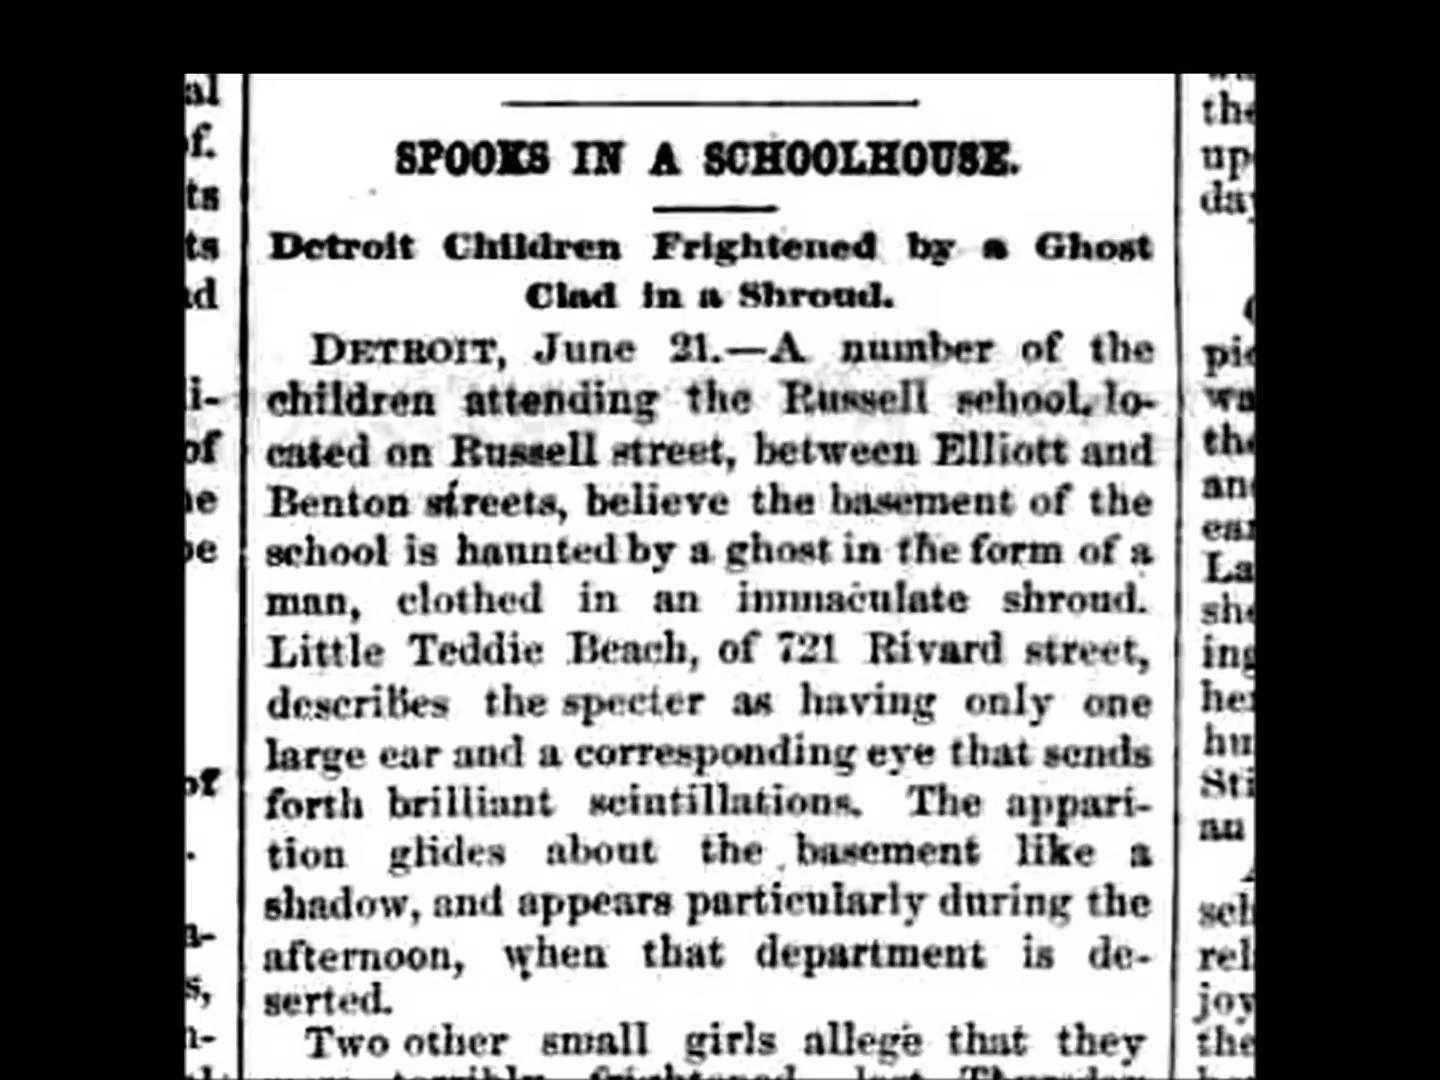 SPOOKS IN A SCHOOLHOUSE.
Detroit Children Frightened by a Ghost
Clad in a Shroud.
DETROIT, June 21.—A number of the
children attending the Russell school, lo-
cated on Russell street, between Elliott and
Benton streets, believe the basement of the
school is haunted by a ghost in the form of a
man, clothed in an immaculate shroud.
Little Teddie Beach, of 721 Rivard street,
describes the specter as having only one
large ear and a corresponding eye that sends
forth brilliant scintillations. The appari-
tion glides about the basement like a
shadow, and appears particularly during the
afternoon, when that department is de-
serted.
Two other small girls allege that they
terribly frightened last Thursday